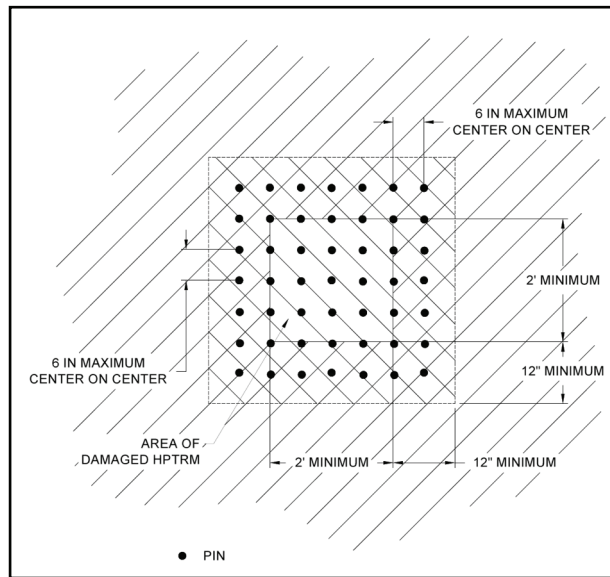 6 IN MAXIMUM
CENTER ON CENTER
2' MINIMUM
6 IN MAXIMUM
CENTER ON CENTER
12" MINIMUM
AREA OF
DAMAGED HPTRM
2' MINIMUM
12" MINIMUM
PIN